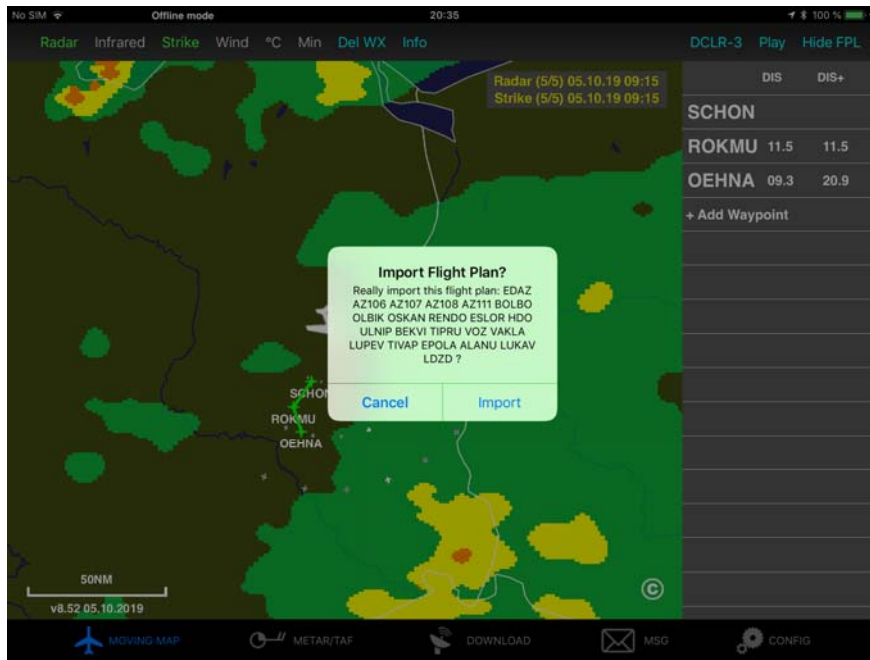 No SIM Offline mode 20:35 100 %
Radar Infrared Strike Wind °C Min Del WX Info DCLR-3 Play Hide FPL
Radar (5/5) 05.10.19 09:15
Strike (5/5) 05.10.19 09:15
DIS DIS+
SCHON
ROKMU 11.5 11.5
OEHNA 09.3 20.9
+ Add Waypoint
Import Flight Plan?
Really import this flight plan: EDAZ
AZ106 AZ107 AZ108 AZ111 BOLBO
OLBIK OSKAN RENDO ESLOR HDO
ULNIP BEKVI TIPRU VOZ VAKLA
LUPEV TIVAP EPOLA ALANU LUKAV
LDZD ?
Cancel Import
SCHON
ROKMU
OEHNA
50NM
v8.52 05.10.2019
©
MOVING MAP METAR/TAF DOWNLOAD MSG CONFIG